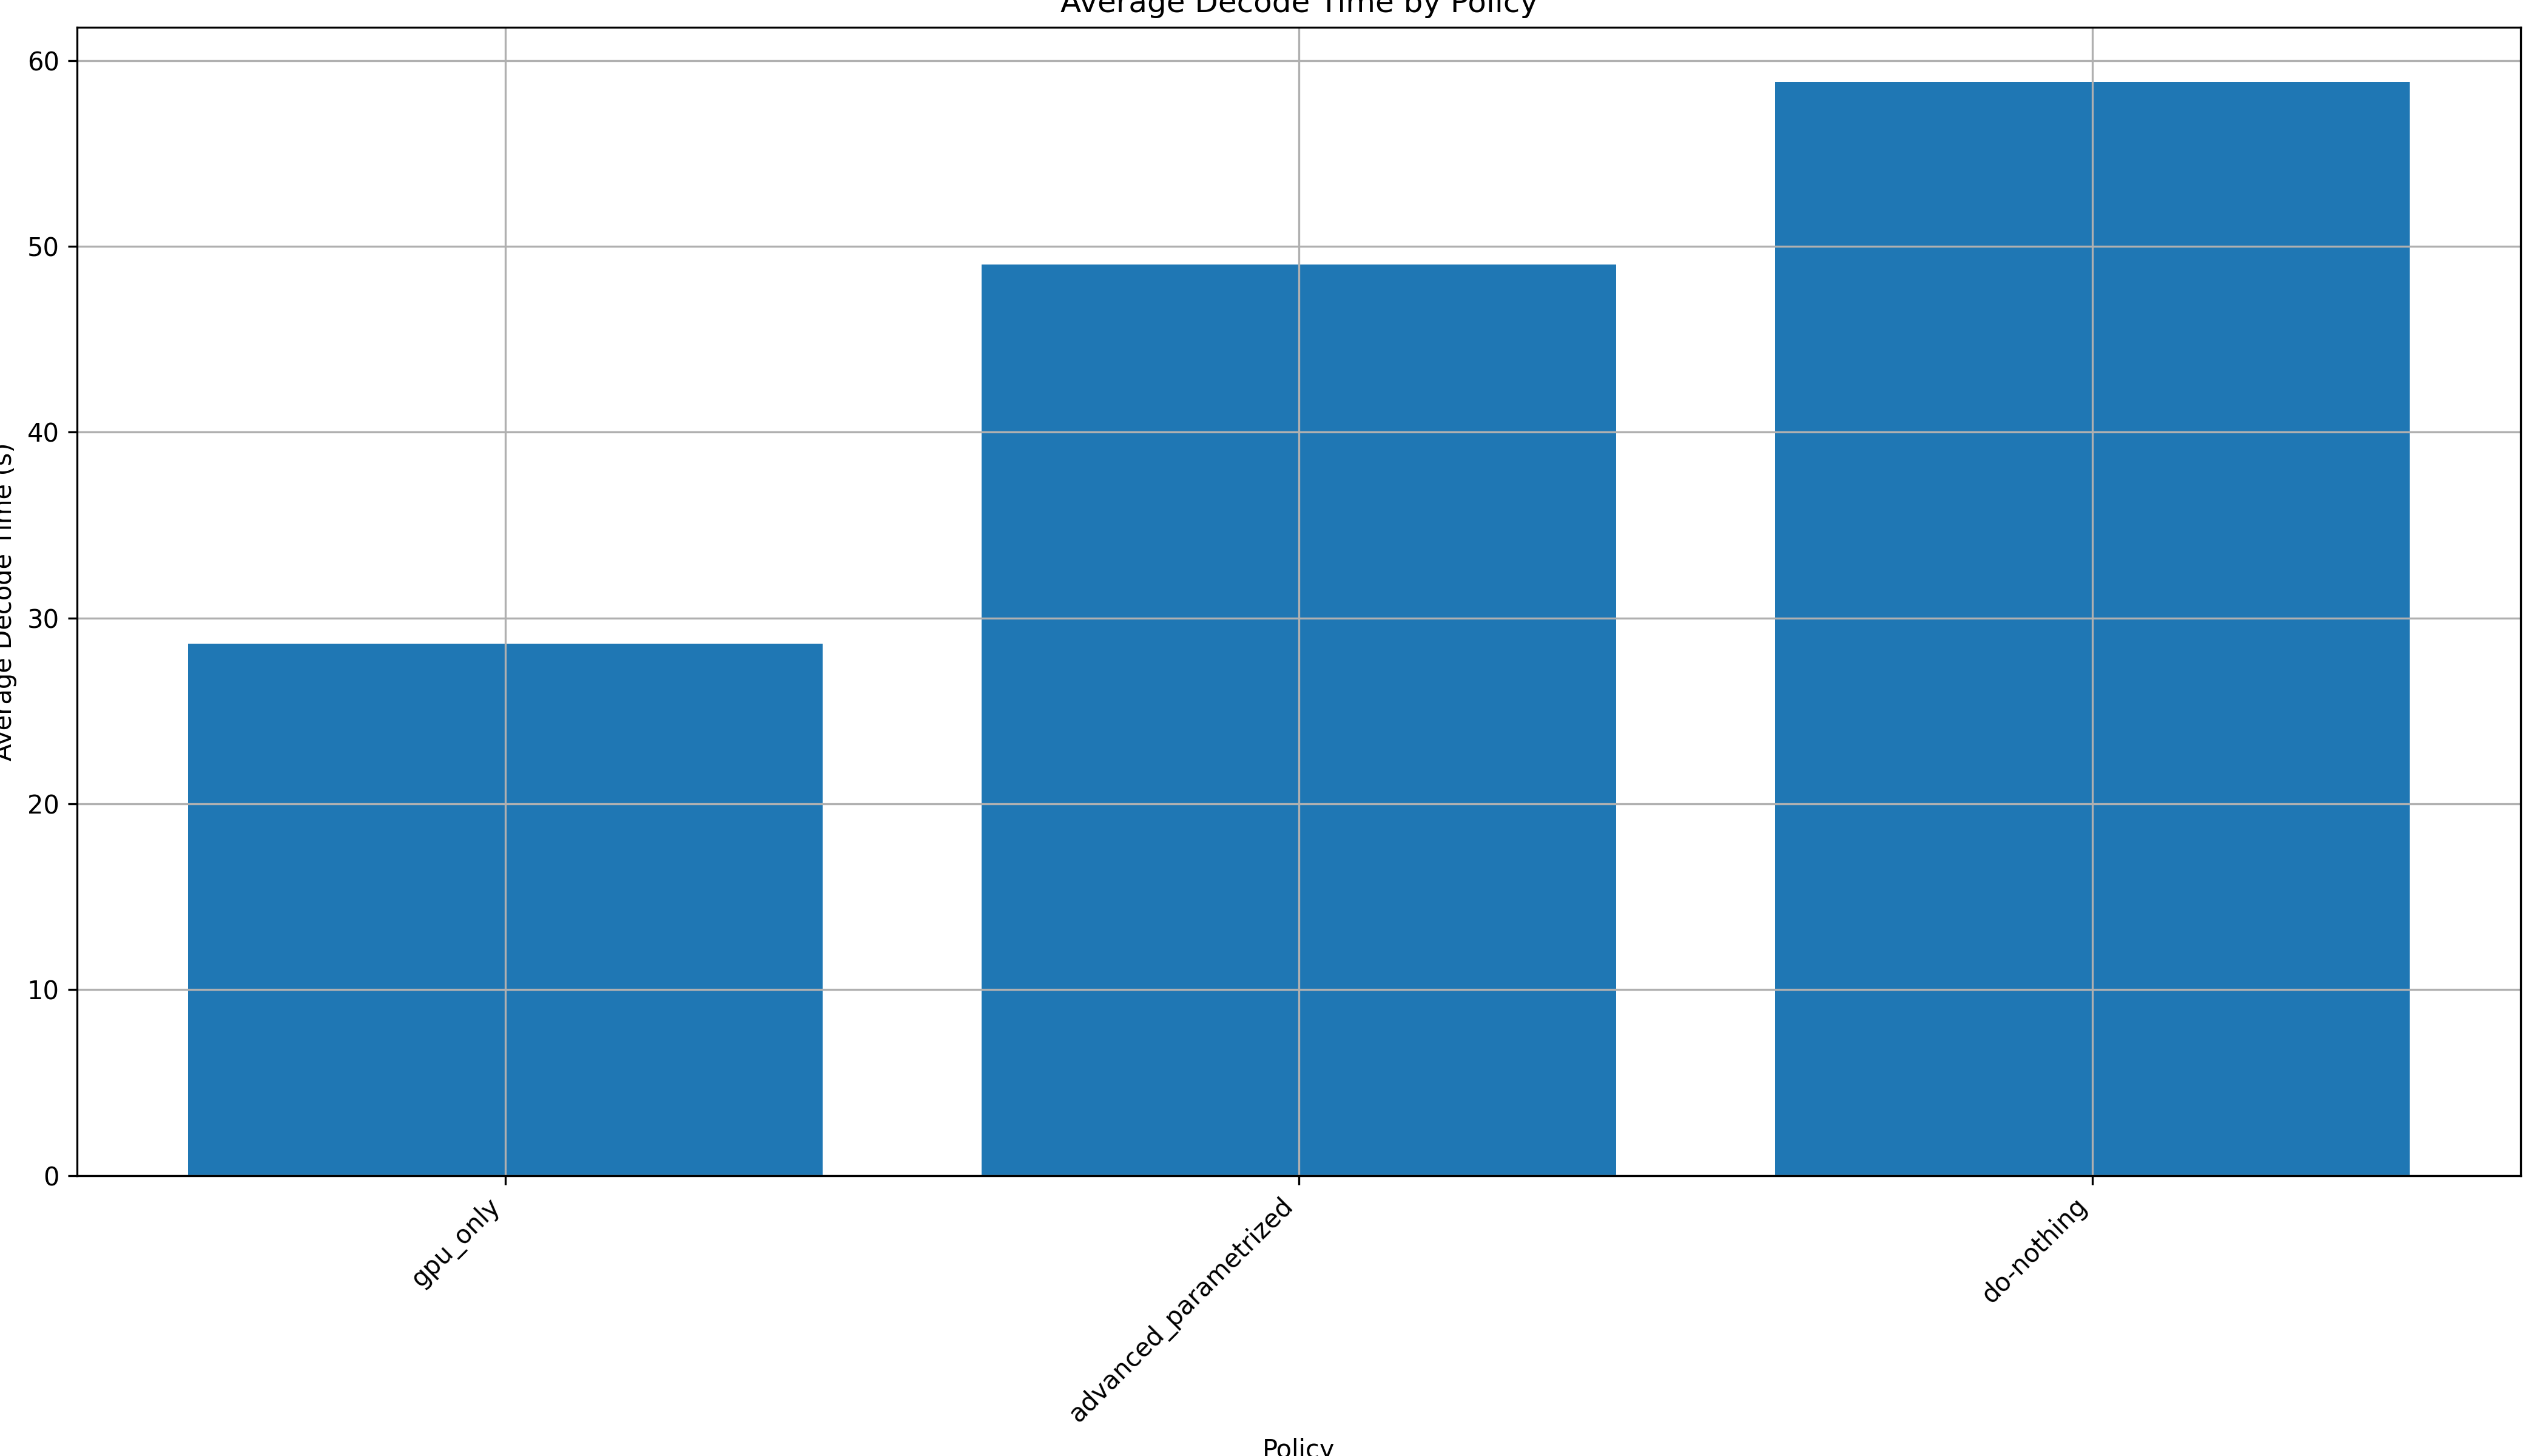 Average Decode Time by Policy
Average Decode Time (s)
60
50
40
30
20
10
0
gpu_only
advanced_parametrized
do-nothing
Policy